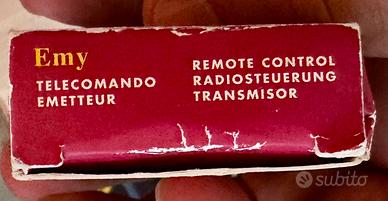 Emy
TELECOMANDO
EMETTEUR
REMOTE CONTROL
RADIOSTEUERUNG
TRANSMISOR
subito